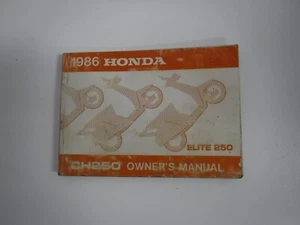 1986 HONDA
ELITE 250
CH250 OWNER'S MANUAL